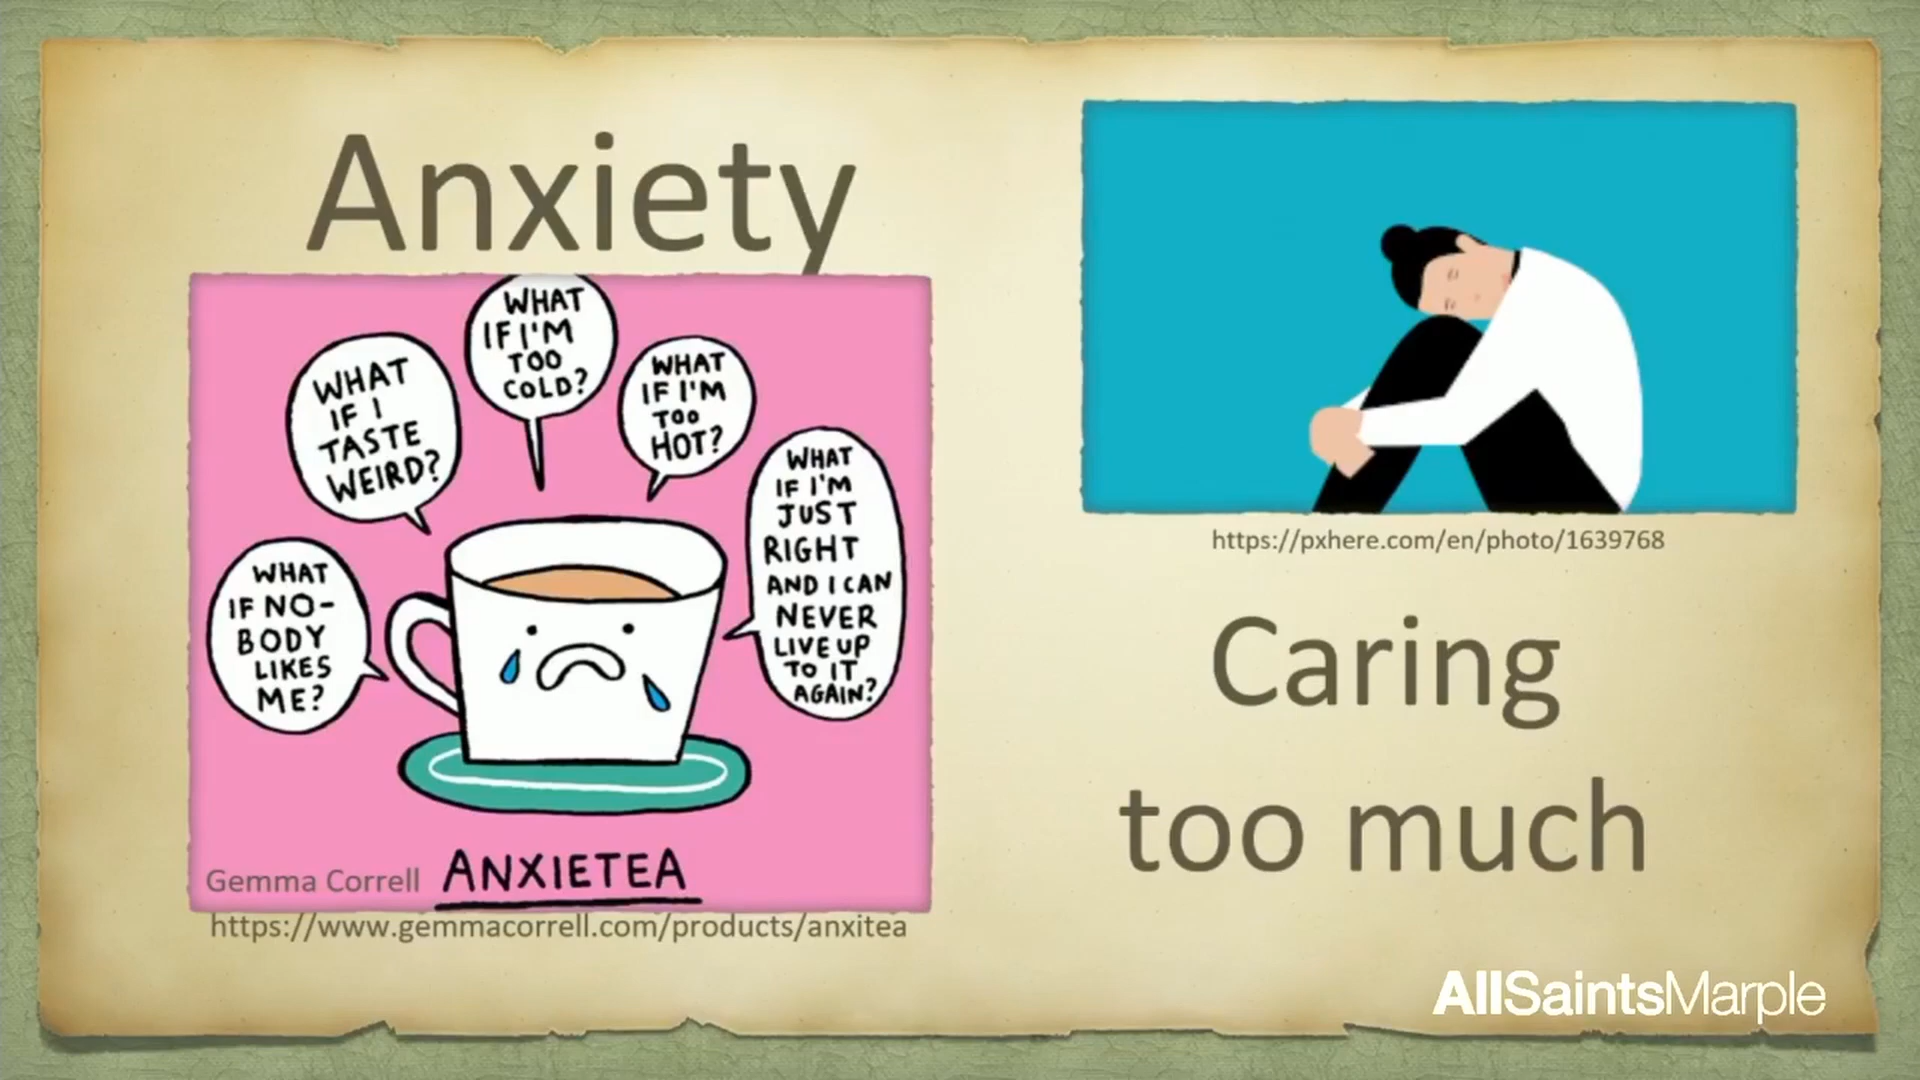 Anxiety
WHAT
IF I'M
TOO
COLD?
WHAT
IF I
TASTE
WEIRD?
WHAT
IF I'M
TOO
HOT?
WHAT
IF NO-
BODY
LIKES
ME?
WHAT
IF I'M
JUST
RIGHT
AND I CAN
NEVER
LIVE UP
TO IT
AGAIN?
Gemma Correll
ANXIETEA
https://www.gemmacorrell.com/products/anxitea
https://pxhere.com/en/photo/1639768
Caring
too much
AllSaintsMarple